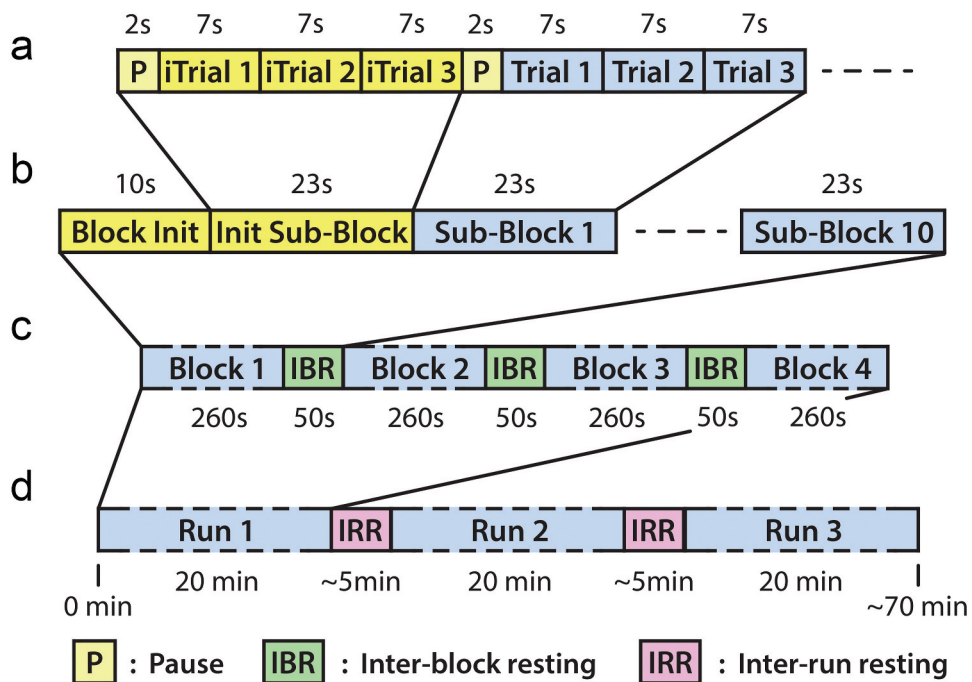 a
2s 7s 7s 7s 2s 7s 7s 7s
P iTrial 1 iTrial 2 iTrial 3 P Trial 1 Trial 2 Trial 3
b
10s 23s 23s 23s
Block Init Init Sub-Block Sub-Block 1 Sub-Block 10
c
Block 1 IBR Block 2 IBR Block 3 IBR Block 4
260s 50s 260s 50s 260s 50s 260s
d
Run 1 IRR Run 2 IRR Run 3
20 min ~5min 20 min ~5min 20 min
0 min ~70 min
P : Pause IBR : Inter-block resting IRR : Inter-run resting